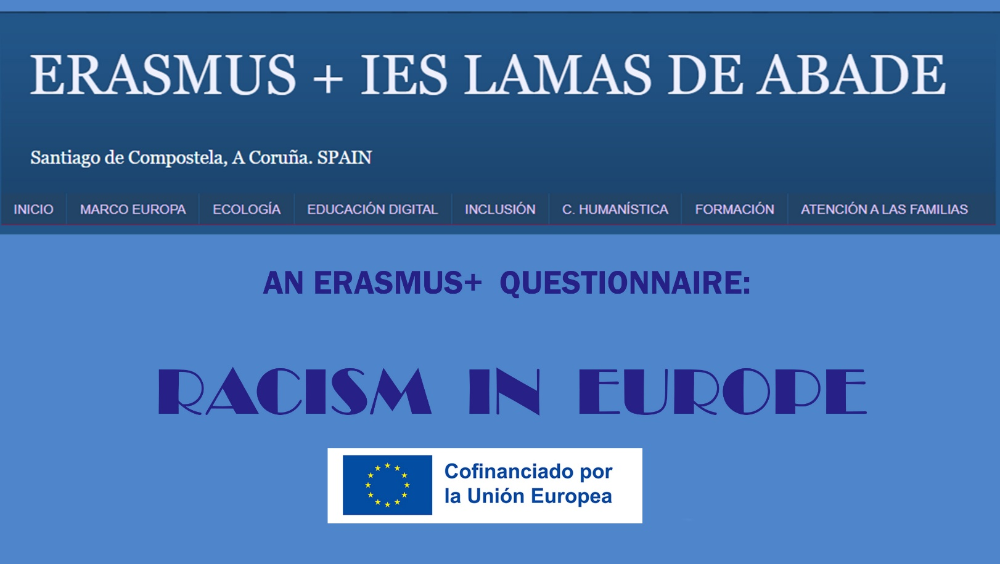 ERASMUS + IES LAMAS DE ABADE
Santiago de Compostela, A Coruña. SPAIN
INICIO MARCO EUROPA ECOLOGÍA EDUCACIÓN DIGITAL INCLUSIÓN C. HUMANÍSTICA FORMACIÓN ATENCIÓN A LAS FAMILIAS
AN ERASMUS+ QUESTIONNAIRE:
RACISM IN EUROPE
Cofinanciado por
la Unión Europea